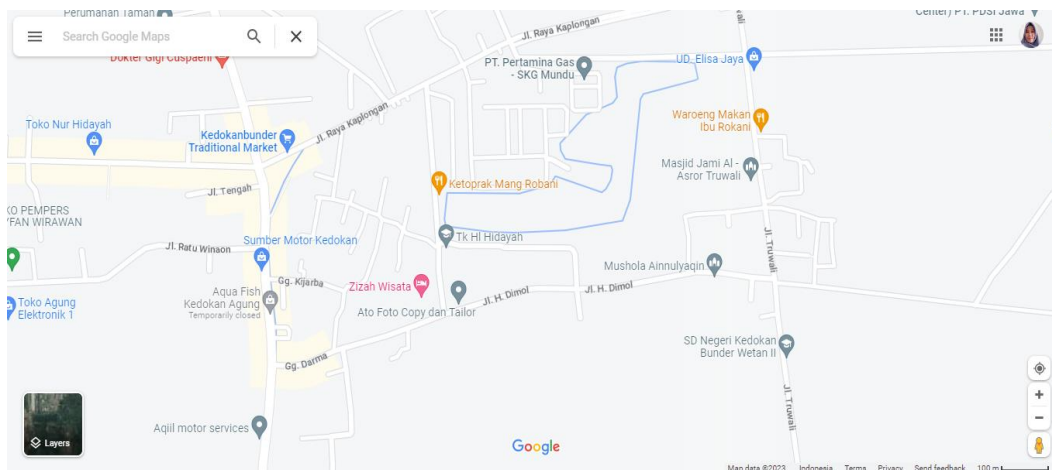 Perumanan Taman
Center) PT. PDSI Jawa
Search Google Maps
Jl. Raya Kaplongan
Dokter Gigi Cuspaeni
PT. Pertamina Gas
- SKG Mundu
UD. Elisa Jaya
Toko Nur Hidayah
Kedokanbunder
Traditional Market
Jl. Raya Kaplongan
Waroeng Makan
Ibu Rokani
Masjid Jami Al -
Asror Truwali
Jl. Tengah
Ketoprak Mang Robani
KO PEMPERS
YFAN WIRAWAN
Jl. Ratu Winaon
Sumber Motor Kedokan
Tk HI Hidayah
Jl. Truwali
Mushola Ainnulyaqin
Gg. Kijarba
Zizah Wisata
Toko Agung
Elektronik 1
Aqua Fish
Kedokan Agung
Temporarily closed
Jl. H. Dimol
Jl. H. Dimol
Ato Foto Copy dan Tailor
SD Negeri Kedokan
Bunder Wetan II
Gg. Darma
Jl. Truwali
Layers
Aqiil motor services
Google
Map data ©2023 Indonesia Terms Privacy Send feedback 100 m